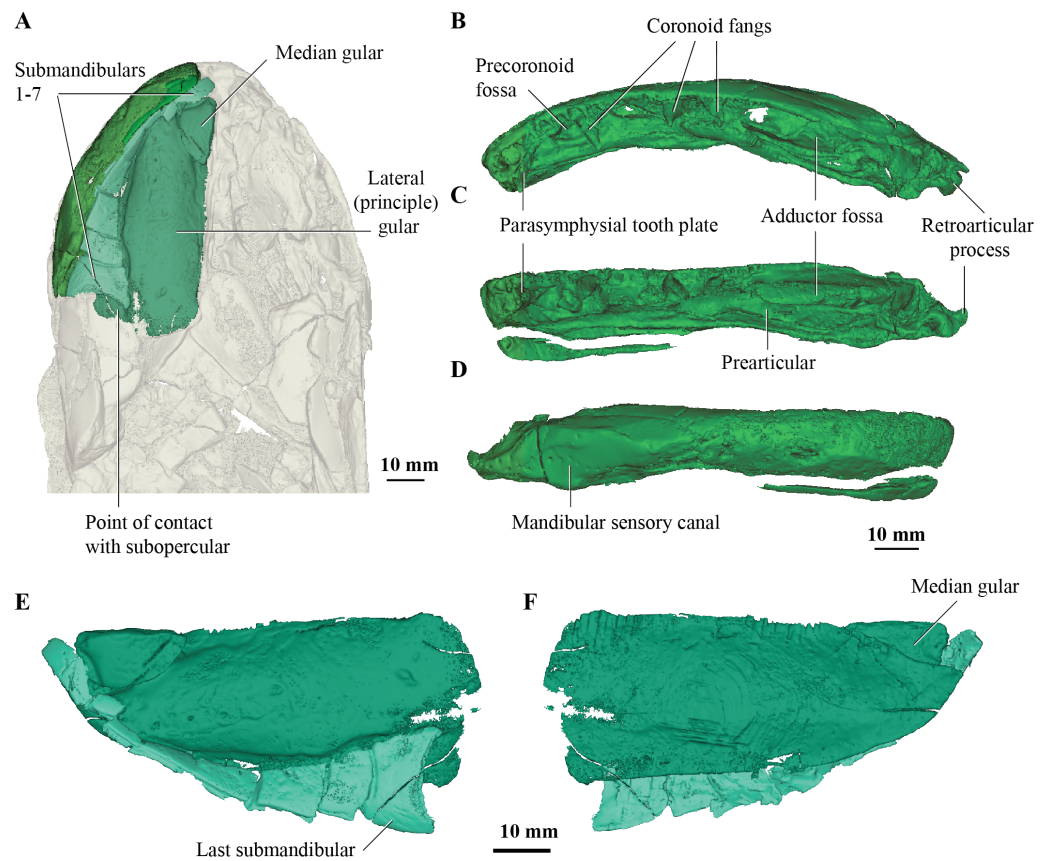 A
Median gular
Submandibulars
1-7
Lateral
(principle)
gular
10 mm
Point of contact
with subopercular
B
Coronoid fangs
Precoronoid
fossa
C
Parasymphysial tooth plate
Adductor fossa
Retroarticular
process
Prearticular
D
Mandibular sensory canal
10 mm
E
Last submandibular
10 mm
F
Median gular